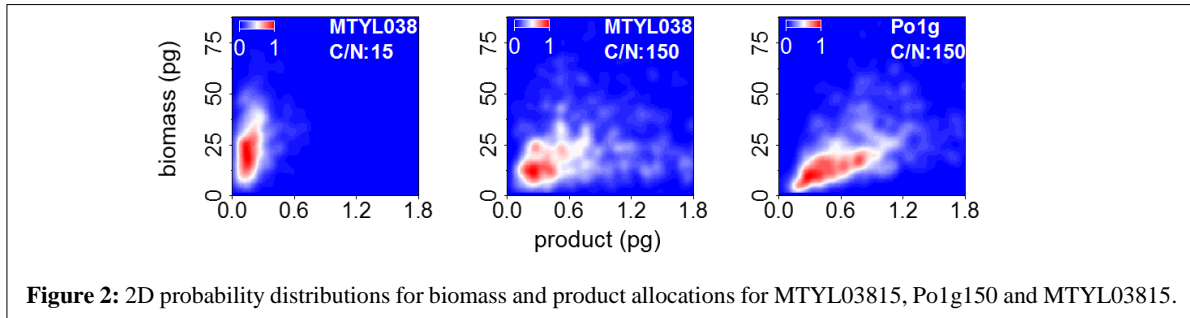 MTYL038
C/N:15
0 1
MTYL038
C/N:150
0 1
Po1g
C/N:150
0 1
biomass (pg)
75
50
25
0
0.0 0.6 1.2 1.8
75
50
25
0
0.0 0.6 1.2 1.8
75
50
25
0
0.0 0.6 1.2 1.8
product (pg)
Figure 2: 2D probability distributions for biomass and product allocations for MTYL03815, Po1g150 and MTYL03815.